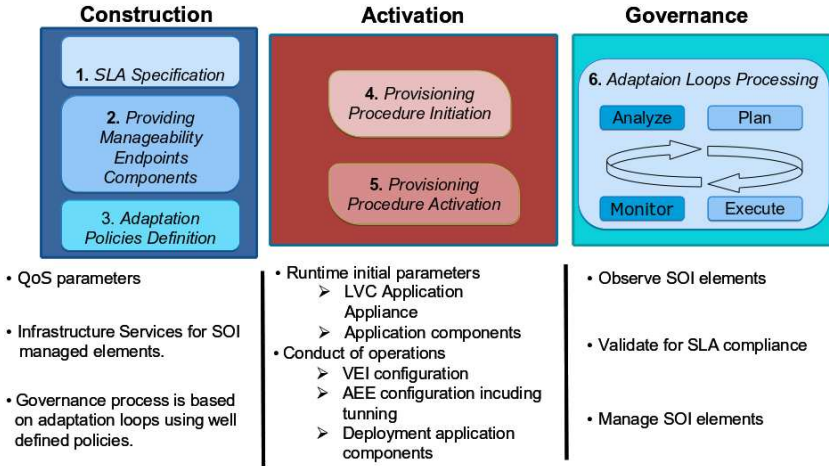 Construction
1. SLA Specification
2. Providing
Manageability
Endpoints
Components
3. Adaptation
Policies Definition
• QoS parameters
• Infrastructure Services for SOI
managed elements.
• Governance process is based
on adaptation loops using well
defined policies.
Activation
4. Provisioning
Procedure Initiation
5. Provisioning
Procedure Activation
• Runtime initial parameters
➢ LVC Application
Appliance
➢ Application components
• Conduct of operations
➢ VEI configuration
➢ AEE configuration incuding
tunning
➢ Deployment application
components
Governance
6. Adaptaion Loops Processing
Analyze
Plan
Monitor
Execute
• Observe SOI elements
• Validate for SLA compliance
• Manage SOI elements